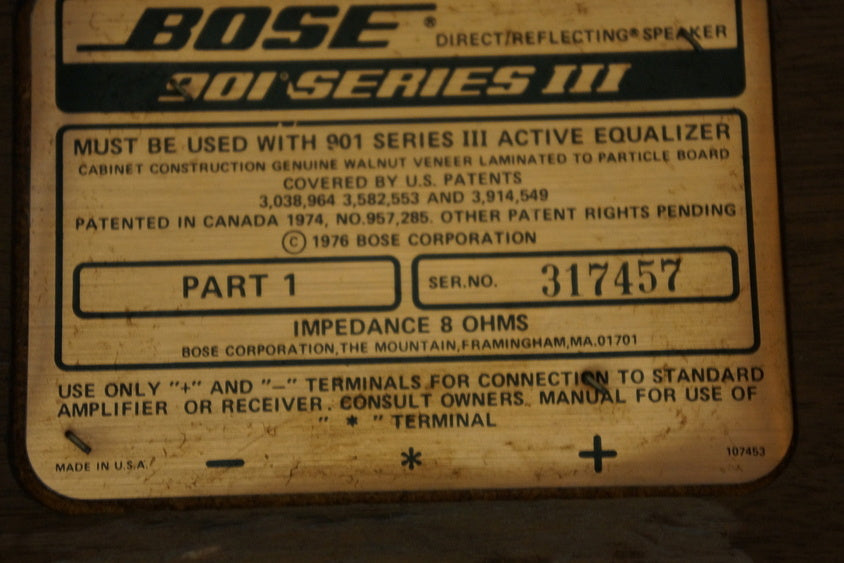 BOSE® DIRECT/REFLECTING® SPEAKER
901® SERIES III
MUST BE USED WITH 901 SERIES III ACTIVE EQUALIZER
CABINET CONSTRUCTION GENUINE WALNUT VENEER LAMINATED TO PARTICLE BOARD
COVERED BY U.S. PATENTS
3,038,964 3,582,553 AND 3,914,549
PATENTED IN CANADA 1974, NO.957,285. OTHER PATENT RIGHTS PENDING
© 1976 BOSE CORPORATION
PART 1 SER.NO. 317457
IMPEDANCE 8 OHMS
BOSE CORPORATION,THE MOUNTAIN,FRAMINGHAM,MA.01701
USE ONLY "+" AND "−" TERMINALS FOR CONNECTION TO STANDARD
AMPLIFIER OR RECEIVER. CONSULT OWNERS MANUAL FOR USE OF
" * " TERMINAL
MADE IN U.S.A. − * + 107453